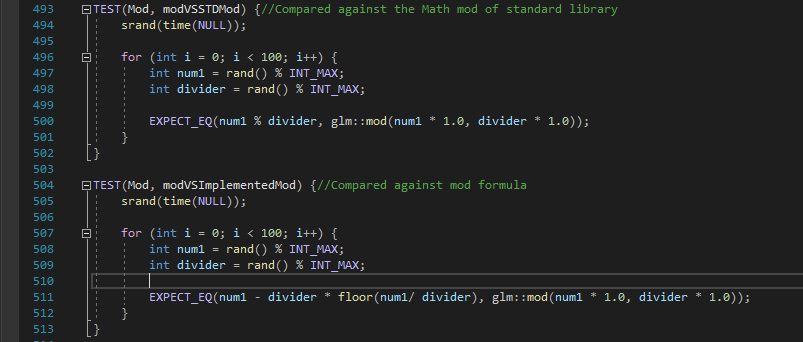 493 TEST(Mod, modVSSTDMod) {//Compared against the Math mod of standard library
494 srand(time(NULL));
495
496 for (int i = 0; i < 100; i++) {
497 int num1 = rand() % INT_MAX;
498 int divider = rand() % INT_MAX;
499
500 EXPECT_EQ(num1 % divider, glm::mod(num1 * 1.0, divider * 1.0));
501 }
502 }
503
504 TEST(Mod, modVSImplementedMod) {//Compared against mod formula
505 srand(time(NULL));
506
507 for (int i = 0; i < 100; i++) {
508 int num1 = rand() % INT_MAX;
509 int divider = rand() % INT_MAX;
510
511 EXPECT_EQ(num1 - divider * floor(num1/ divider), glm::mod(num1 * 1.0, divider * 1.0));
512 }
513 }